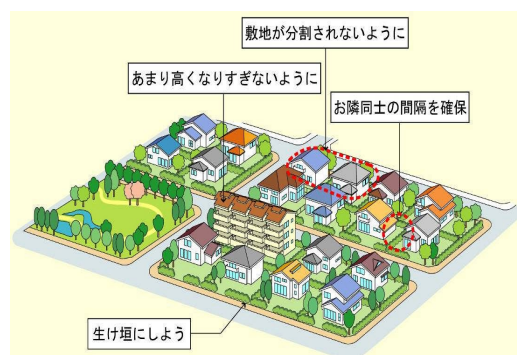 敷地が分割されないように
あまり高くなりすぎないように
お隣同士の間隔を確保
生け垣にしよう